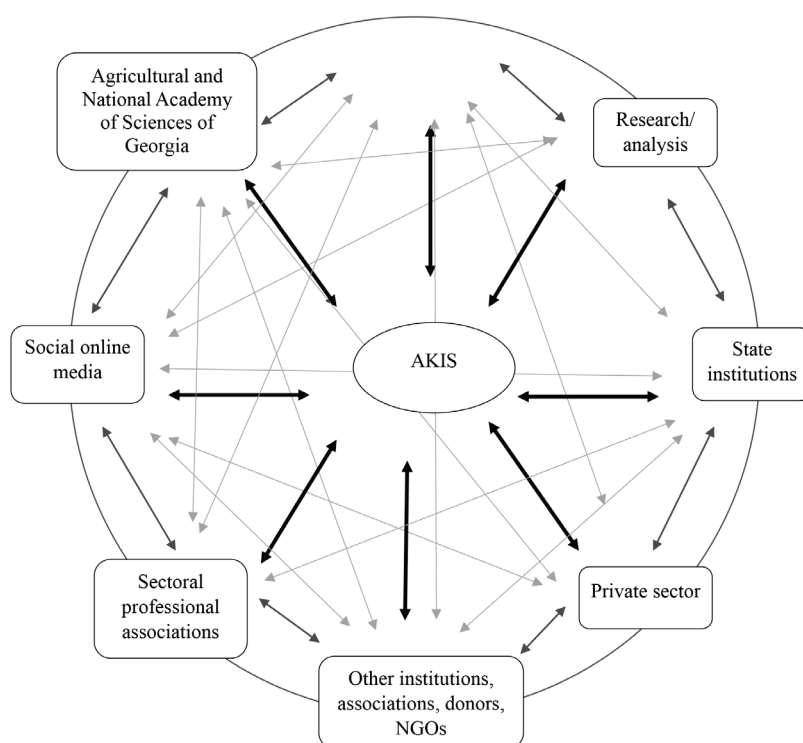 Agricultural and
National Academy
of Sciences of
Georgia
Research/
analysis
AKIS
Social online
media
State
institutions
Sectoral
professional
associations
Private sector
Other institutions,
associations, donors,
NGOs